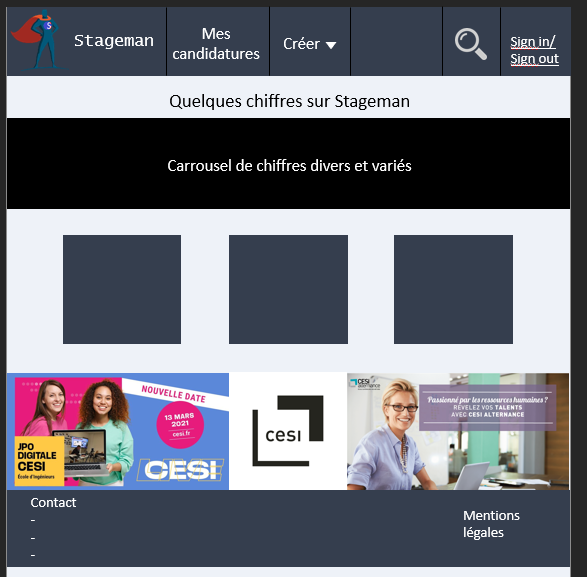 S
Stageman
Mes
candidatures
Créer
Sign in/
Sign out
Quelques chiffres sur Stageman
Carrousel de chiffres divers et variés
NOUVELLE DATE
13 MARS
2021
cesi.fr
JPO
DIGITALE
CESI
École d'Ingénieurs
CESI
cesi
CESI
alternance
Passionné par les ressources humaines ?
RÉVÉLEZ VOS TALENTS
AVEC CESI ALTERNANCE
Contact
-
-
-
Mentions
légales